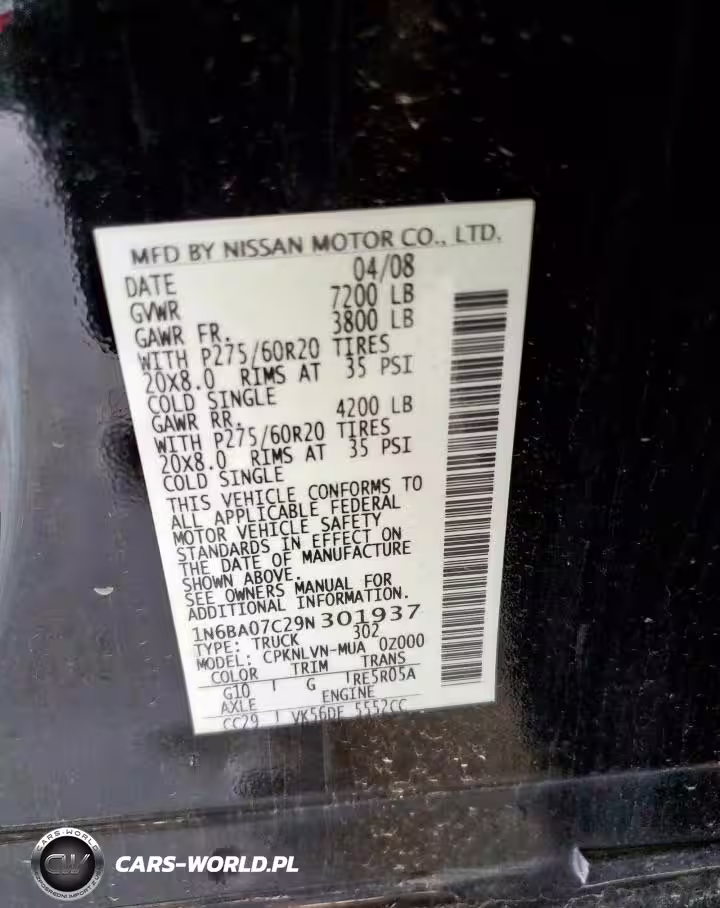 MFD BY NISSAN MOTOR CO., LTD.
DATE 04/08
GVWR 7200 LB
GAWR FR. 3800 LB
WITH P275/60R20 TIRES
20X8.0 RIMS AT 35 PSI
COLD SINGLE
GAWR RR. 4200 LB
WITH P275/60R20 TIRES
20X8.0 RIMS AT 35 PSI
COLD SINGLE
THIS VEHICLE CONFORMS TO
ALL APPLICABLE FEDERAL
MOTOR VEHICLE SAFETY
STANDARDS IN EFFECT ON
THE DATE OF MANUFACTURE
SHOWN ABOVE.
SEE OWNERS MANUAL FOR
ADDITIONAL INFORMATION.
1N6BA07C29N301937
TYPE: TRUCK 302
MODEL: CPKNLVN-MUA 0Z000
COLOR TRIM TRANS
G10 G RE5R05A
AXLE ENGINE
CC29 VK56DE 5552CC
CARS-WORLD
CW
CARS-WORLD.PL